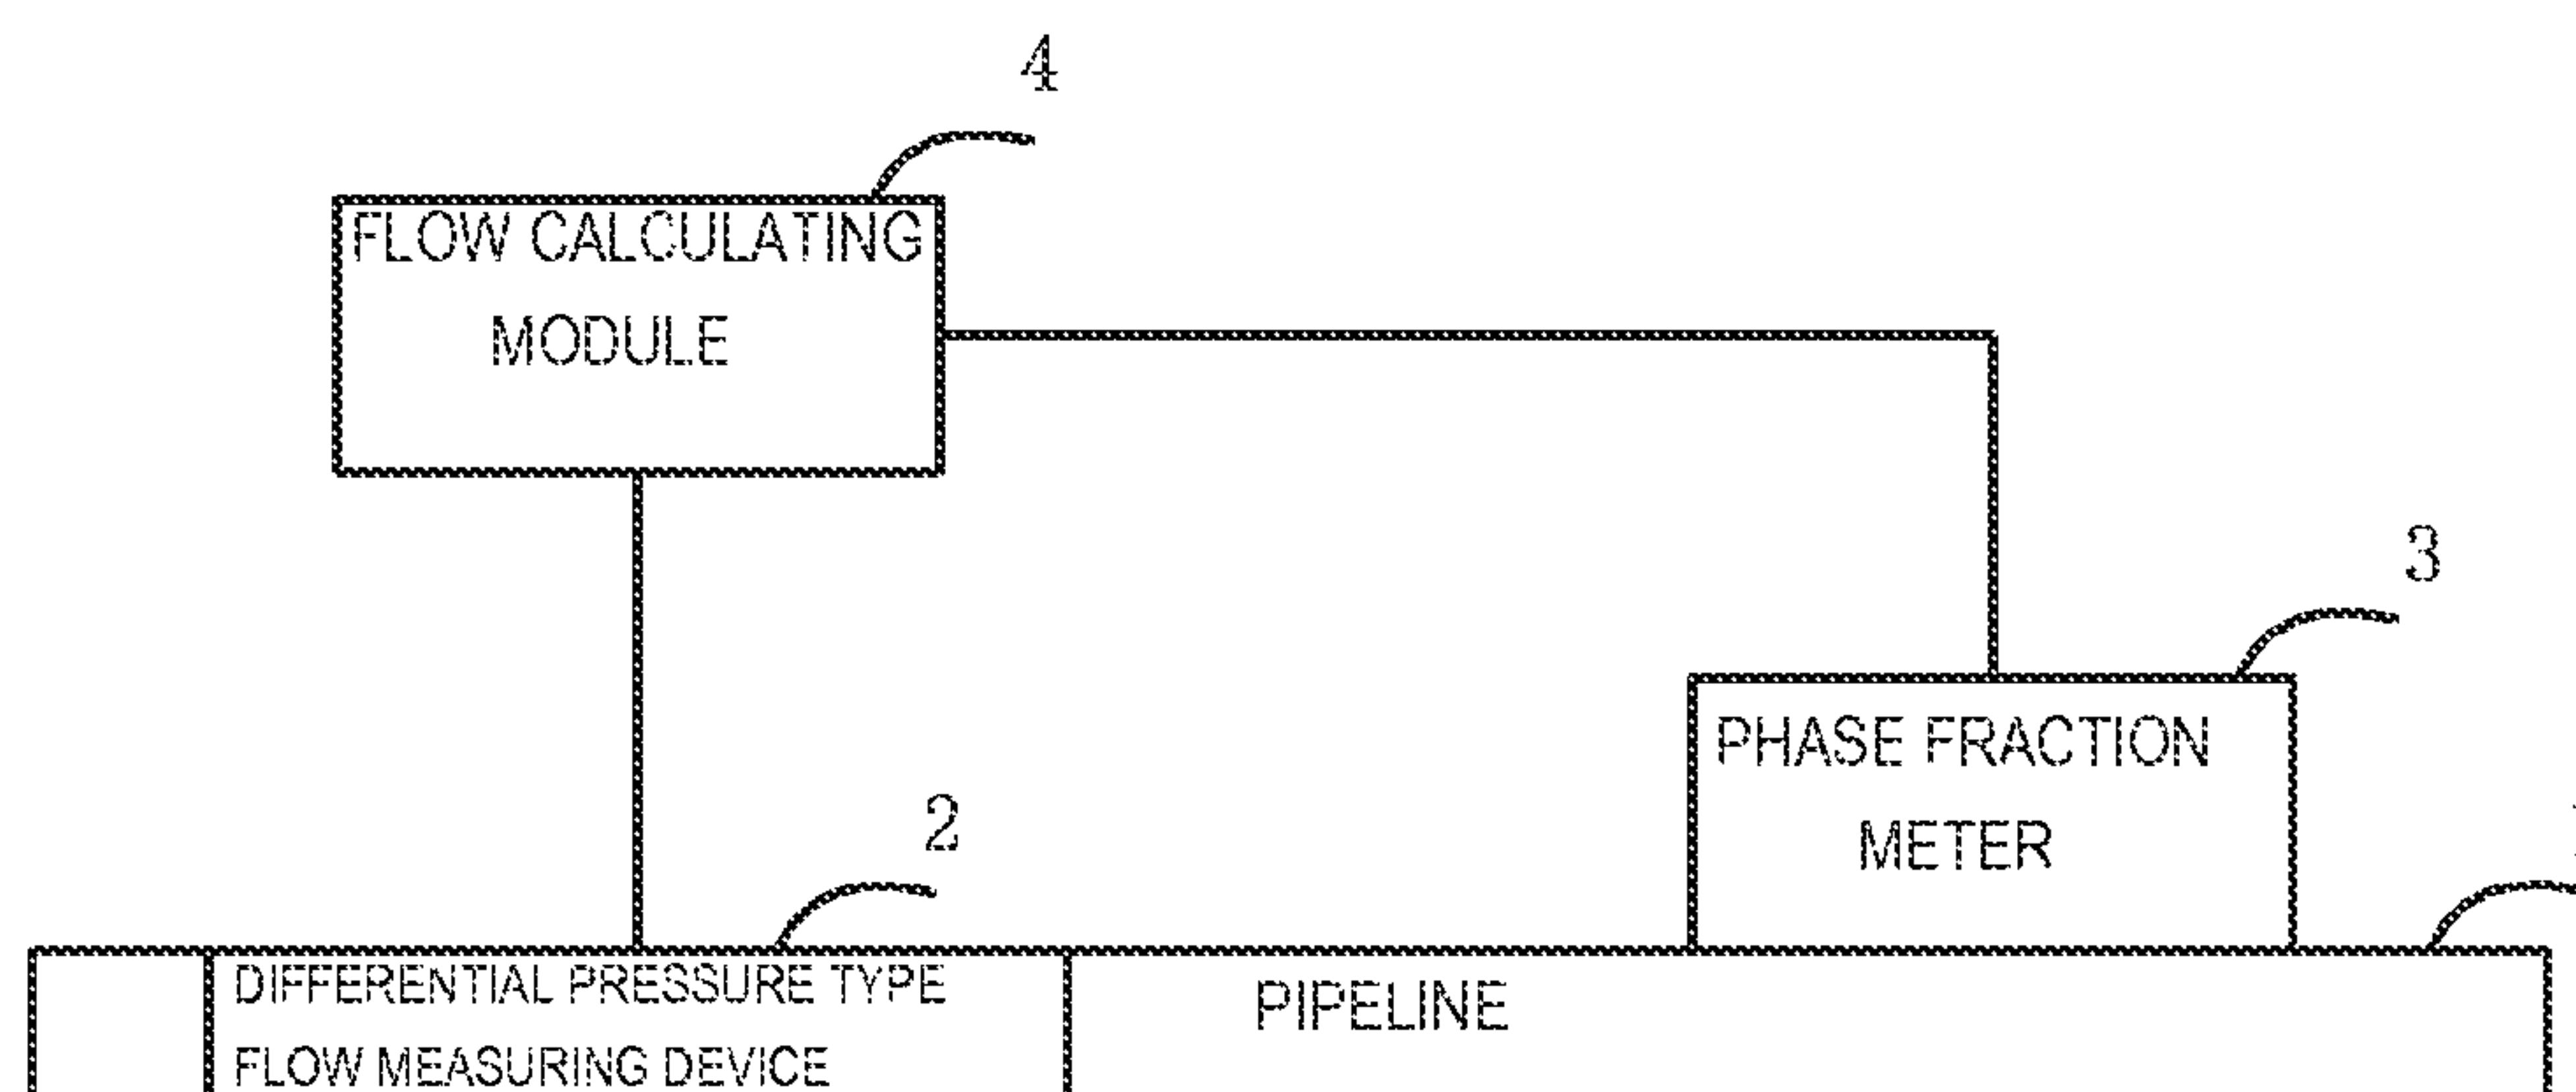 4
FLOW CALCULATING
MODULE
3
PHASE FRACTION
METER
2
DIFFERENTIAL PRESSURE TYPE
FLOW MEASURING DEVICE
PIPELINE